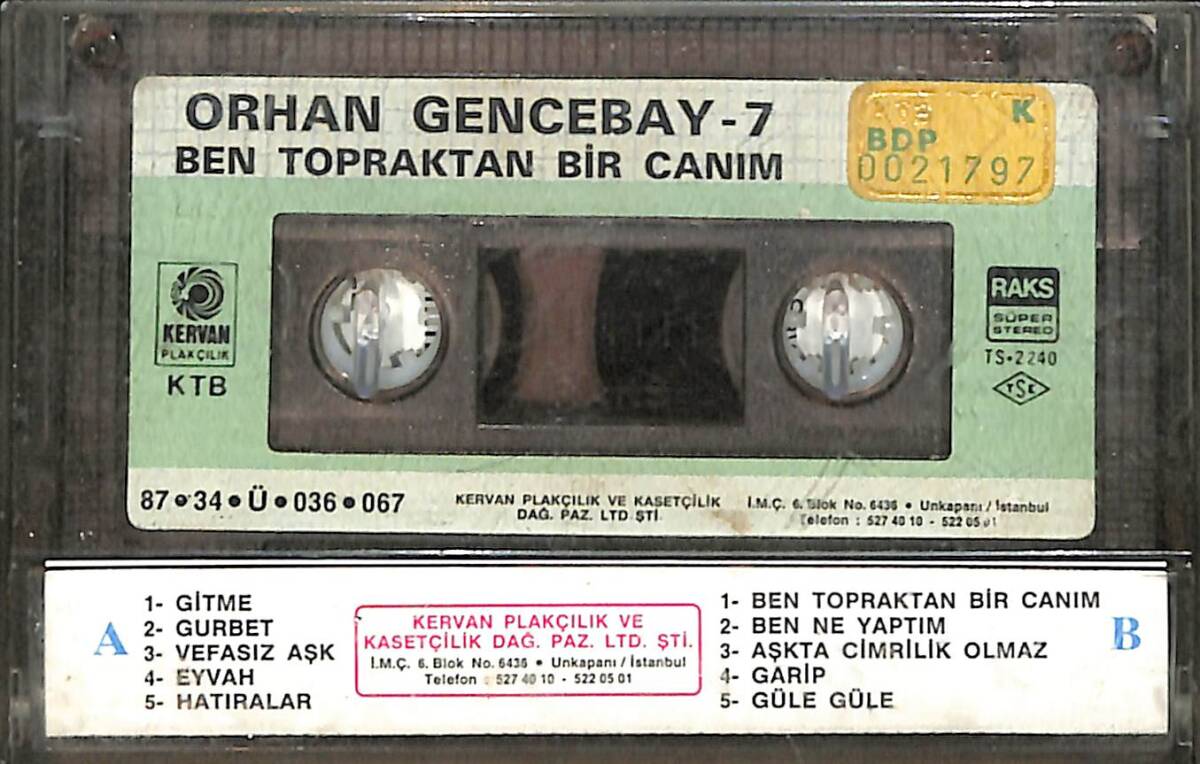 ORHAN GENCEBAY - 7
BEN TOPRAKTAN BİR CANIM
K
BDP
0021797
KERVAN
PLAKÇILIK
KTB
RAKS
SÜPER
STEREO
TS•2240
TSE
87•34•Ü•036•067
KERVAN PLAKÇILIK VE KASETÇİLİK
DAĞ. PAZ. LTD ŞTİ
İ.M.Ç. 6. Blok No. 6436 • Unkapanı / İstanbul
Telefon : 527 40 10 - 522 05 01
A
1- GİTME
2- GURBET
3- VEFASIZ AŞK
4- EYVAH
5- HATIRALAR
KERVAN PLAKÇILIK VE
KASETÇİLİK DAĞ. PAZ. LTD. ŞTİ.
İ.M.Ç. 6. Blok No. 6436 • Unkapanı / İstanbul
Telefon : 527 40 10 - 522 05 01
1- BEN TOPRAKTAN BİR CANIM
2- BEN NE YAPTIM
3- AŞKTA CİMRİLİK OLMAZ
4- GARİP
5- GÜLE GÜLE
B